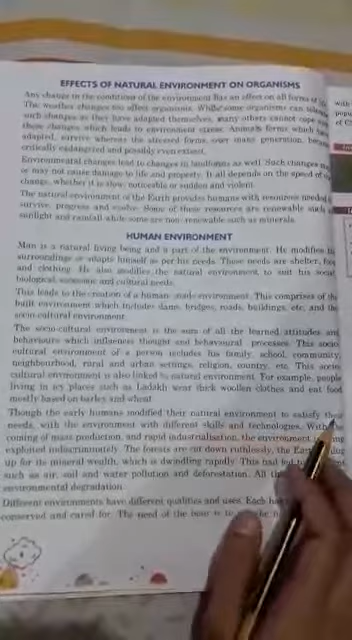 EFFECTS OF NATURAL ENVIRONMENT ON ORGANISMS
Any change in the conditions of the environment has an effect on all forms of
The weather changes too affect organisms. While some organisms can
such changes as they have adapted themselves, many others cannot cope
these changes which leads to environment stress. Animals forms which
adapted, survive whereas the stressed forms, over many generation,
critically endangered and possibly even extent.
Environmental changes lead to changes in landforms as well. Such changes
or may not cause damage to life and property. It all depends on the speed of
change, whether it is slow, noticeable or sudden and violent.
The natural environment of the Earth provides humans with resources needed
survive, progress and evolve. Some of these resources are renewable such
sunlight and rainfall while some are non-renewable such as minerals.
HUMAN ENVIRONMENT
Man is a natural living being and a part of the environment. He modifies
surroundings or adapts himself as per his needs. These needs are shelter,
and clothing. He also modifies the natural environment to suit his social
biological, economic and cultural needs.
This leads to the creation of a human-made environment. This comprises of the
built environment which includes dams, bridges, roads, buildings, etc, and the
socio-cultural environment.
The socio-cultural environment is the sum of all the learned attitudes and
behaviours which influences thought and behavioural processes. This socio
cultural environment of a person includes his family, school, community,
neighbourhood, rural and urban settings, religion, country, etc. This socio
cultural environment is also linked to natural environment. For example, people
living in icy places such as Ladakh wear thick woollen clothes and eat food
mostly based on barley and wheat
Though the early humans modified their natural environment to satisfy their
needs, with the environment with different skills and technologies. With the
coming of mass production, and rapid industrialisation, the environment is
exploited indiscriminately. The forests are cut down ruthlessly, the
up for its mineral wealth, which is dwindling rapidly. This had led to
such as air, soil and water pollution and deforestation. All
environmental degradation.
Different environments have different qualities and uses. Each
conserved and cared for. The need of the hour is to
with
popu
of C